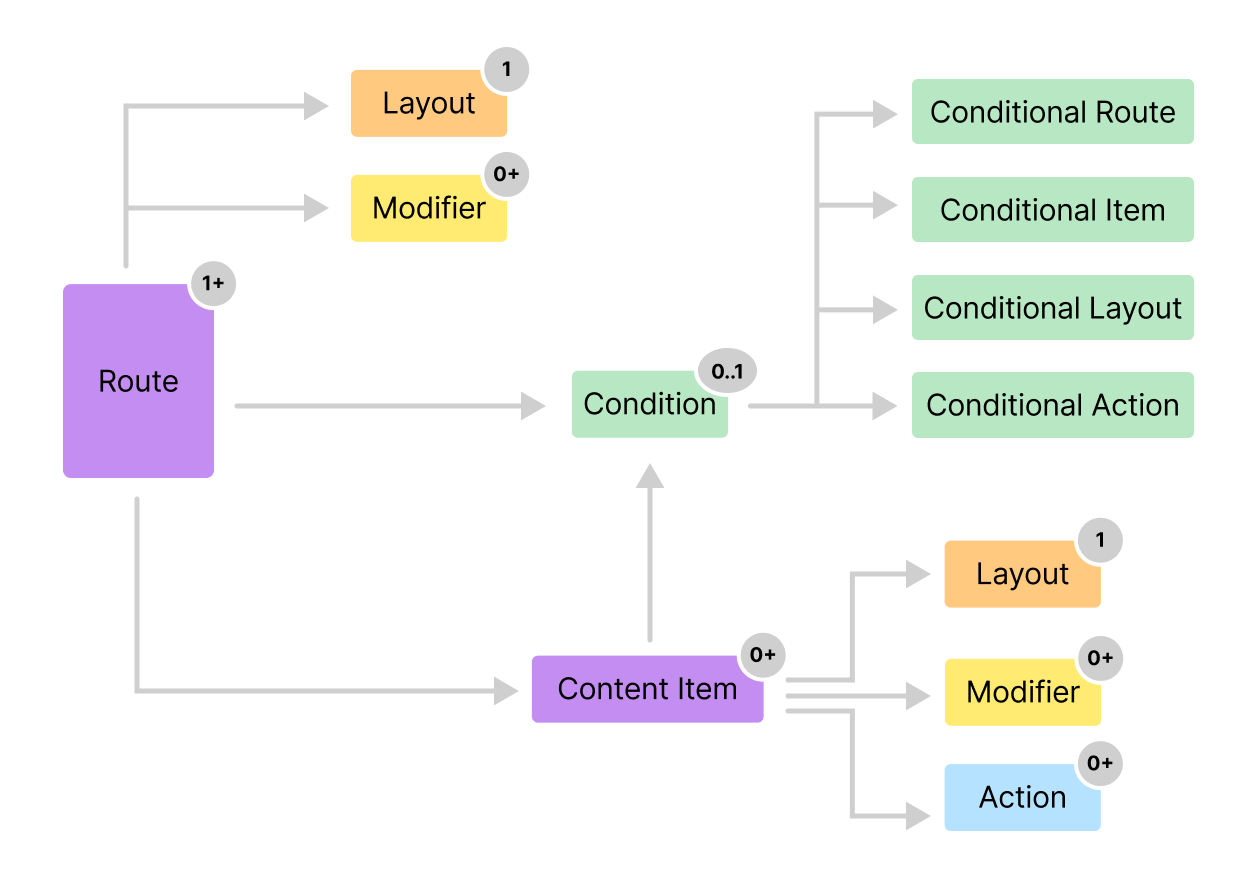 1
Layout
0+
Modifier
1+
Route
0..1
Condition
Conditional Route
Conditional Item
Conditional Layout
Conditional Action
0+
Content Item
1
Layout
0+
Modifier
0+
Action